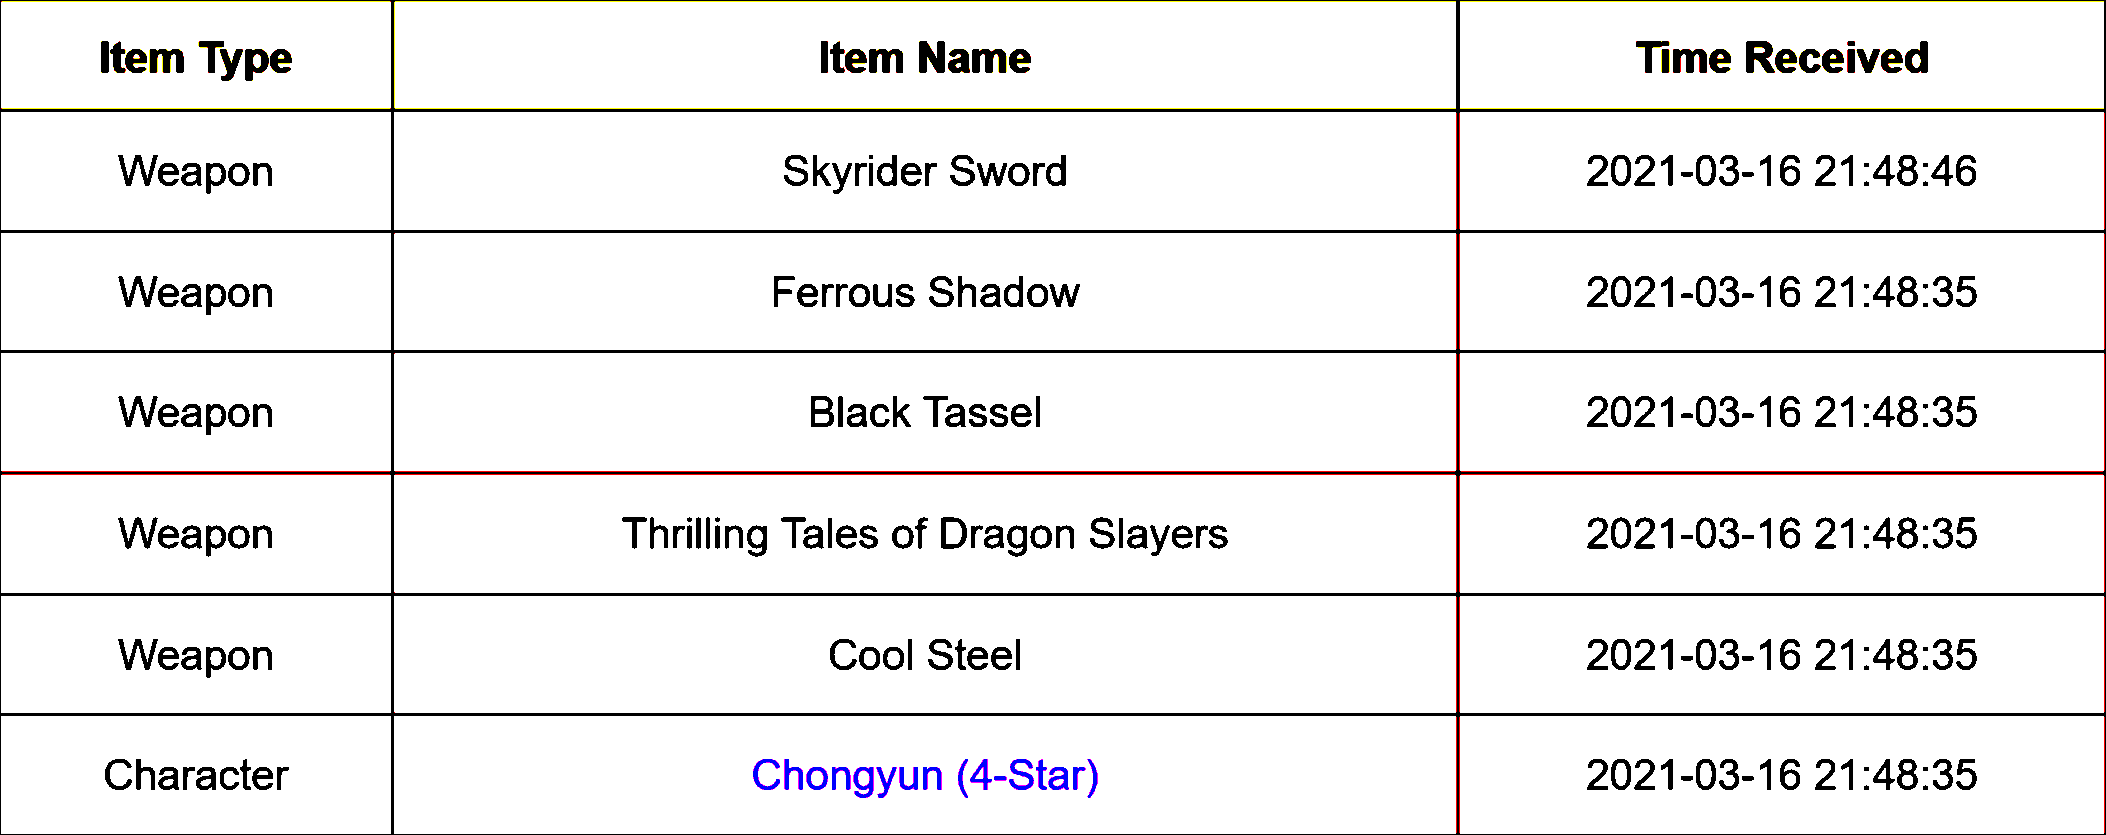 Item Type Item Name Time Received
Weapon Skyrider Sword 2021-03-16 21:48:46
Weapon Ferrous Shadow 2021-03-16 21:48:35
Weapon Black Tassel 2021-03-16 21:48:35
Weapon Thrilling Tales of Dragon Slayers 2021-03-16 21:48:35
Weapon Cool Steel 2021-03-16 21:48:35
Character Chongyun (4-Star) 2021-03-16 21:48:35